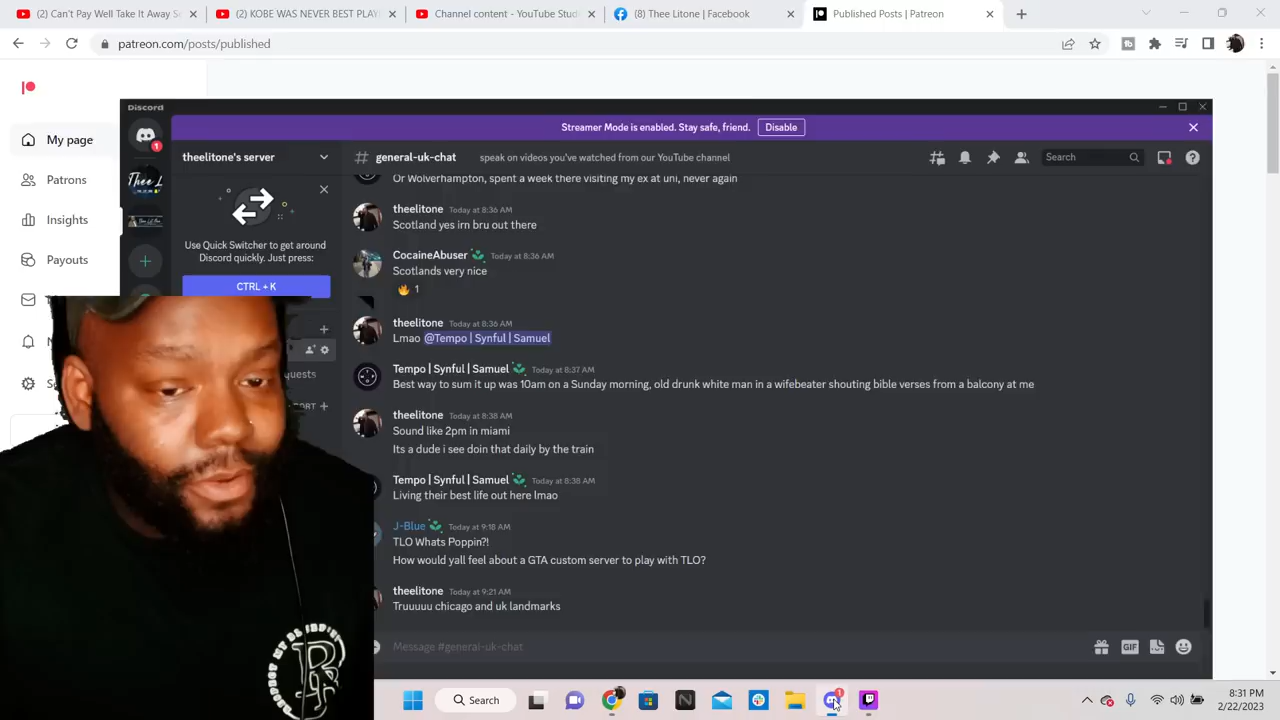 Can't Pay Well Take It Away S
(2) KOBE WAS NEVER BEST PLAY
Channel content - YouTube Stud
(8) Thee Litone | Facebook
Published Posts | Patreon
patreon.com/posts/published
My page
Patrons
Insights
Payouts
Discord
Streamer Mode is enabled. Stay safe, friend.
Disable
theelitone's server
general-uk-chat
speak on videos you've watched from our YouTube channel
Search
Use Quick Switcher to get around
Discord quickly. Just press:
CTRL + K
Or Wolverhampton, spent a week there visiting my ex at uni, never again
theelitone Today at 8:36 AM
Scotland yes irn bru out there
CocaineAbuser Today at 8:36 AM
Scotlands very nice
1
theelitone Today at 8:36 AM
Lmao @Tempo | Synful | Samuel
Tempo | Synful | Samuel Today at 8:37 AM
Best way to sum it up was 10am on a Sunday morning, old drunk white man in a wifebeater shouting bible verses from a balcony at me
theelitone Today at 8:38 AM
Sound like 2pm in miami
Its a dude i see doin that daily by the train
Tempo | Synful | Samuel Today at 8:38 AM
Living their best life out here lmao
J-Blue Today at 9:18 AM
TLO Whats Poppin?!
How would yall feel about a GTA custom server to play with TLO?
theelitone Today at 9:21 AM
Truuuuu chicago and uk landmarks
Message #general-uk-chat
GIF
Search
8:31 PM
2/22/2023